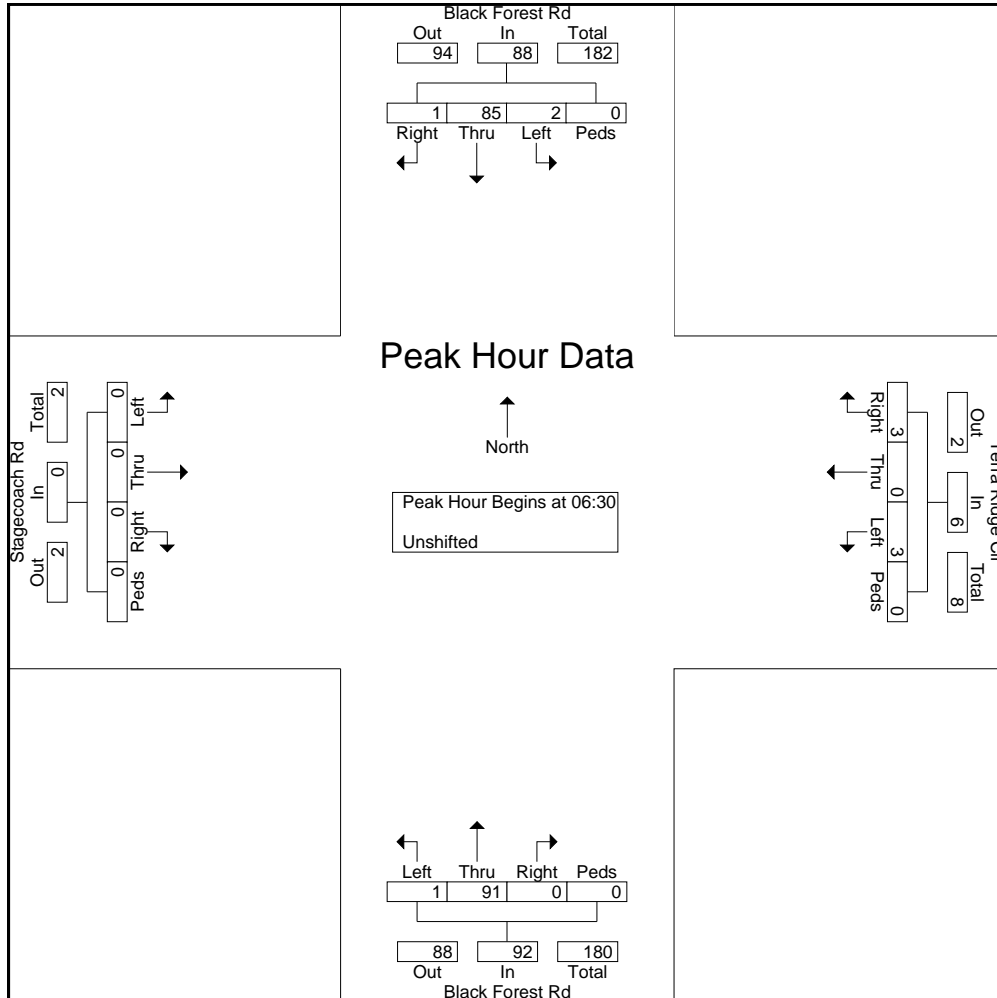 Black Forest Rd
Out In Total
94 88 182
1 85 2 0
Right Thru Left Peds
Peak Hour Data
North
Peak Hour Begins at 06:30
Unshifted
Stagecoach Rd
Total In Out
2 0 2
0 0 0 0
Left Thru Right Peds
Out In Total
2 6 8
3 0 3 0
Right Thru Left Peds
Left Thru Right Peds
1 91 0 0
88 92 180
Out In Total
Black Forest Rd